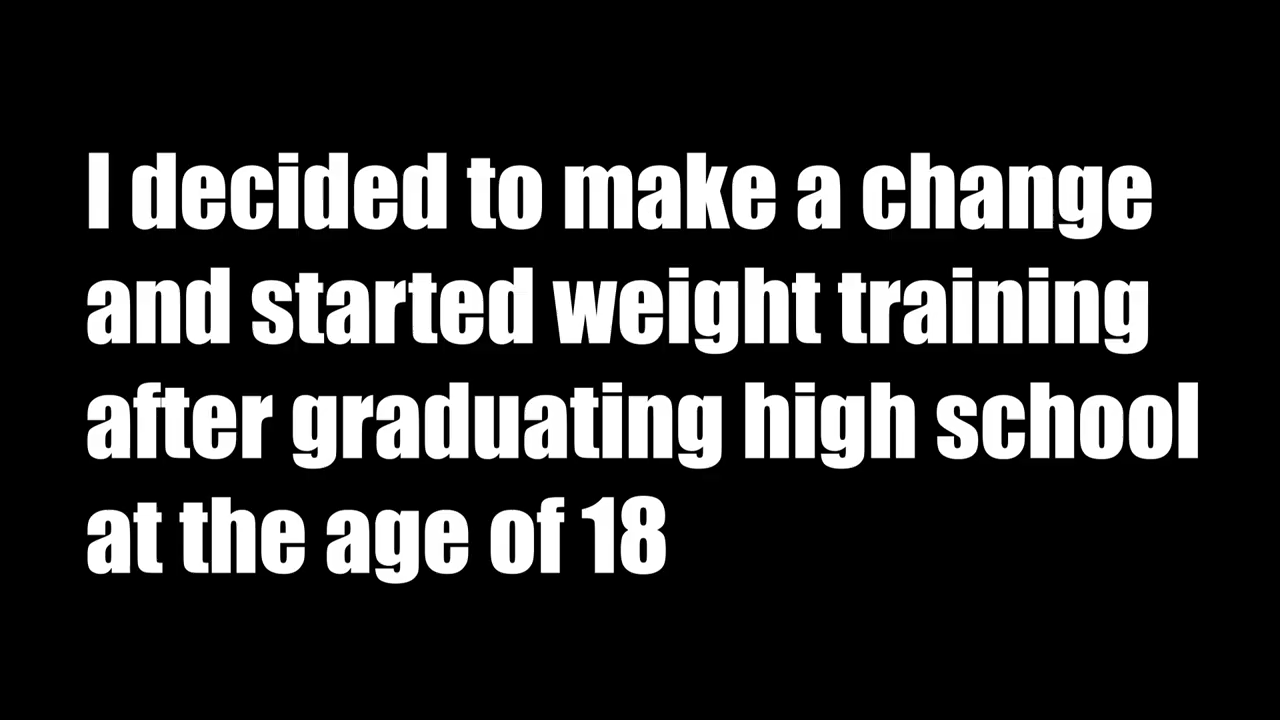 I decided to make a change
and started weight training
after graduating high school
at the age of 18